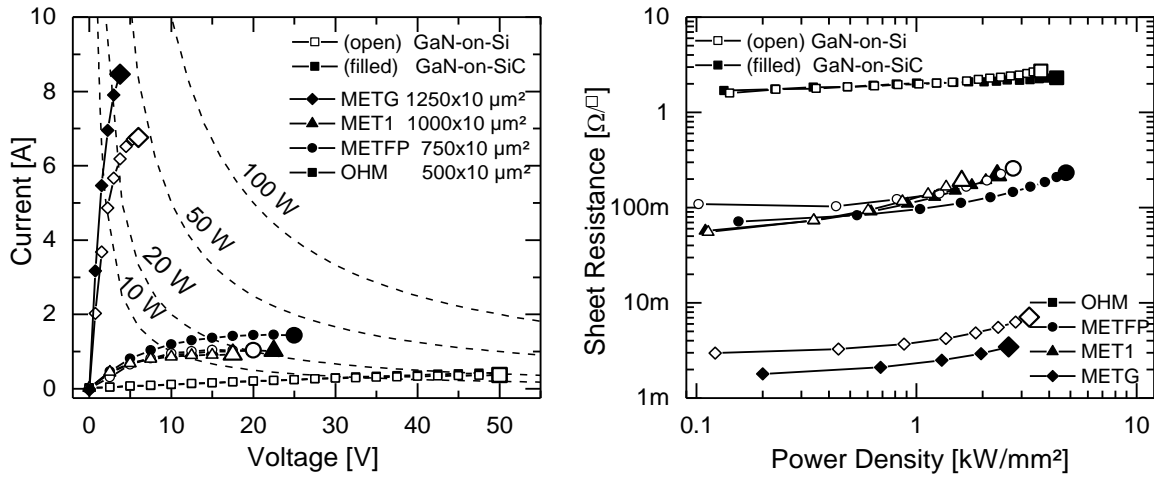 10
8
6
4
2
0
Current [A]
(open) GaN-on-Si
(filled) GaN-on-SiC
METG 1250x10 µm²
MET1 1000x10 µm²
METFP 750x10 µm²
OHM 500x10 µm²
100 W
50 W
20 W
10 W
0 10 20 30 40 50
Voltage [V]
10
1
100m
10m
1m
Sheet Resistance [Ω/□]
(open) GaN-on-Si
(filled) GaN-on-SiC
OHM
METFP
MET1
METG
0.1 1 10
Power Density [kW/mm²]